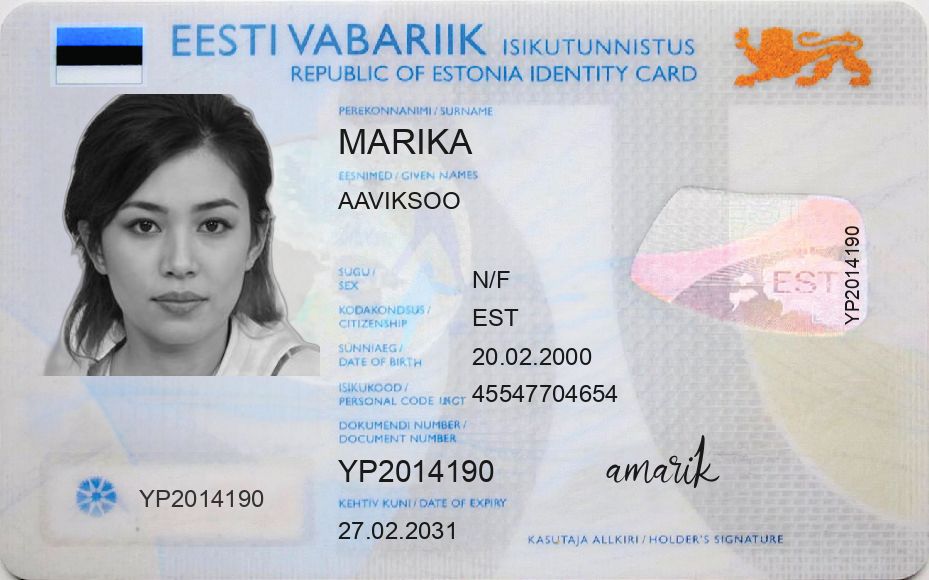 EESTI VABARIIK ISIKUTUNNISTUS
REPUBLIC OF ESTONIA IDENTITY CARD
PEREKONNANIMI / SURNAME
MARIKA
EESNIMED / GIVEN NAMES
AAVIKSOO
SUGU /
SEX
N/F
KODAKONDSUS /
CITIZENSHIP
EST
SÜNNIAEG /
DATE OF BIRTH
20.02.2000
ISIKUKOOD /
PERSONAL CODE
45547704654
DOKUMENDI NUMBER /
DOCUMENT NUMBER
YP2014190
KEHTIV KUNI / DATE OF EXPIRY
27.02.2031
YP2014190
EST
YP2014190
amarik
KASUTAJA ALLKIRI / HOLDER'S SIGNATURE